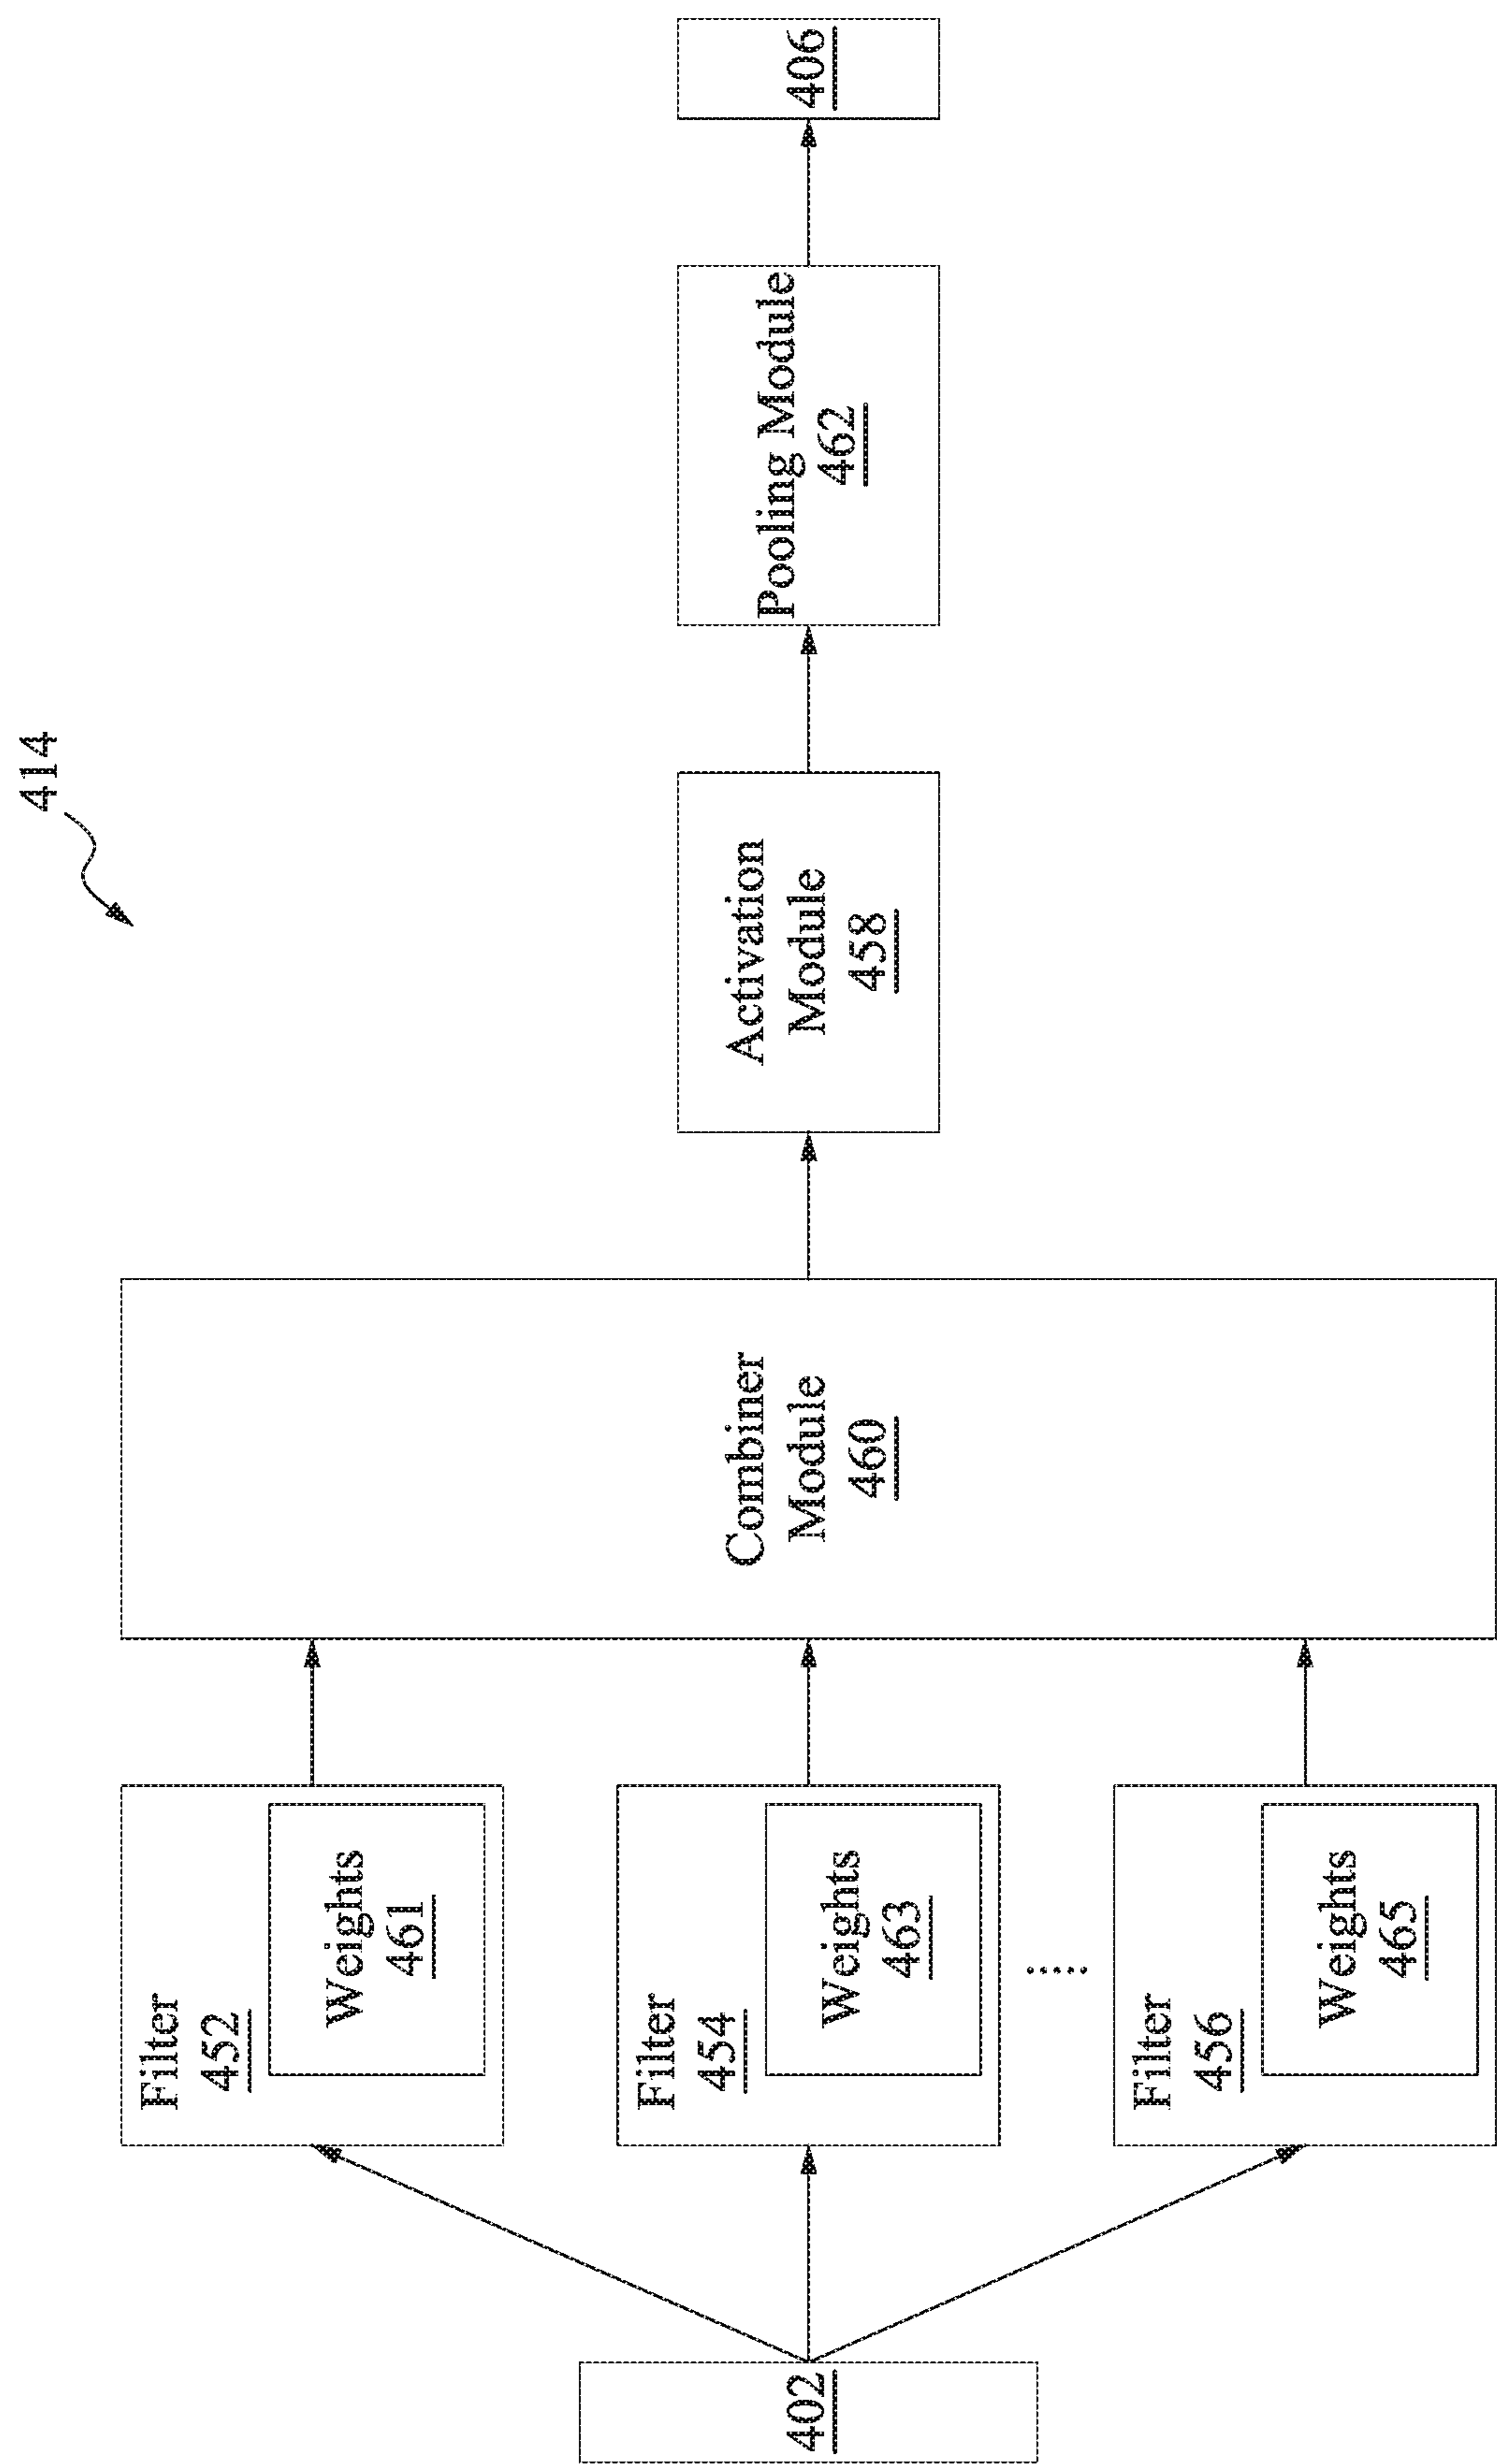 414
402
Filter
452
Weights
461
Filter
454
Weights
463
Filter
456
Weights
465
Combiner
Module
460
Activation
Module
458
Pooling Module
462
406